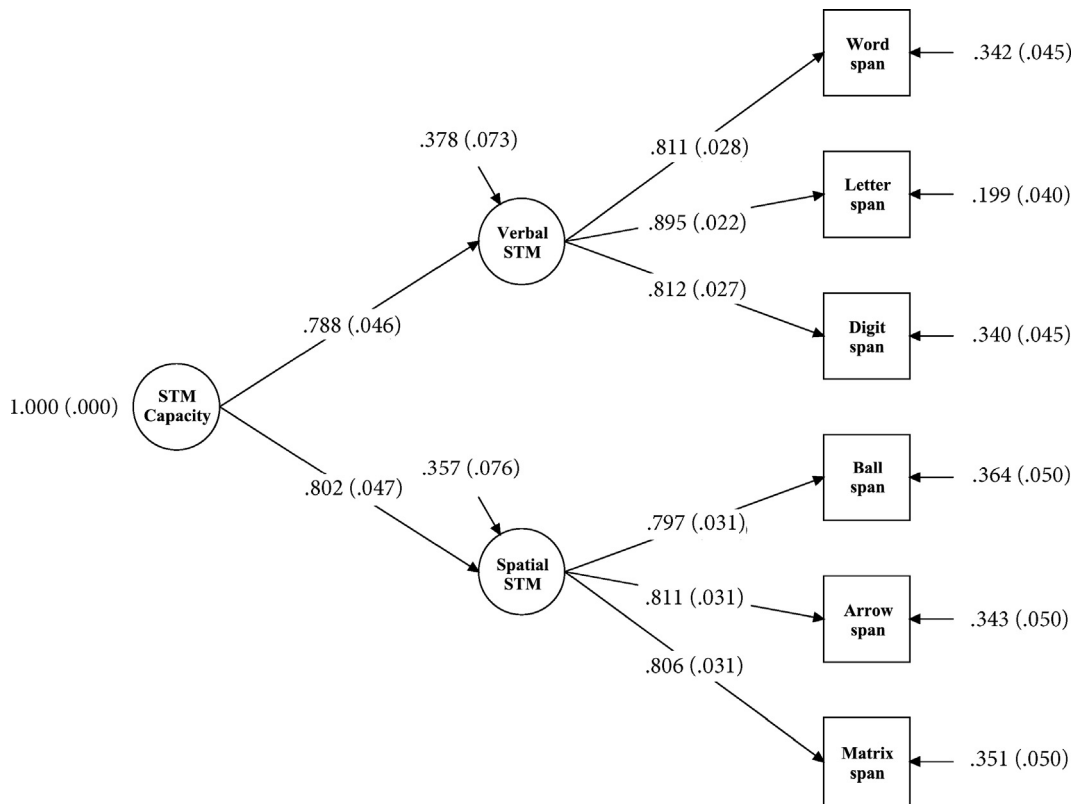 Word
span
.342 (.045)
.378 (.073)
.811 (.028)
Letter
span
.199 (.040)
Verbal
STM
.895 (.022)
.812 (.027)
.788 (.046)
Digit
span
.340 (.045)
STM
Capacity
1.000 (.000)
.802 (.047)
.357 (.076)
Ball
span
.364 (.050)
.797 (.031)
Spatial
STM
.811 (.031)
Arrow
span
.343 (.050)
.806 (.031)
Matrix
span
.351 (.050)